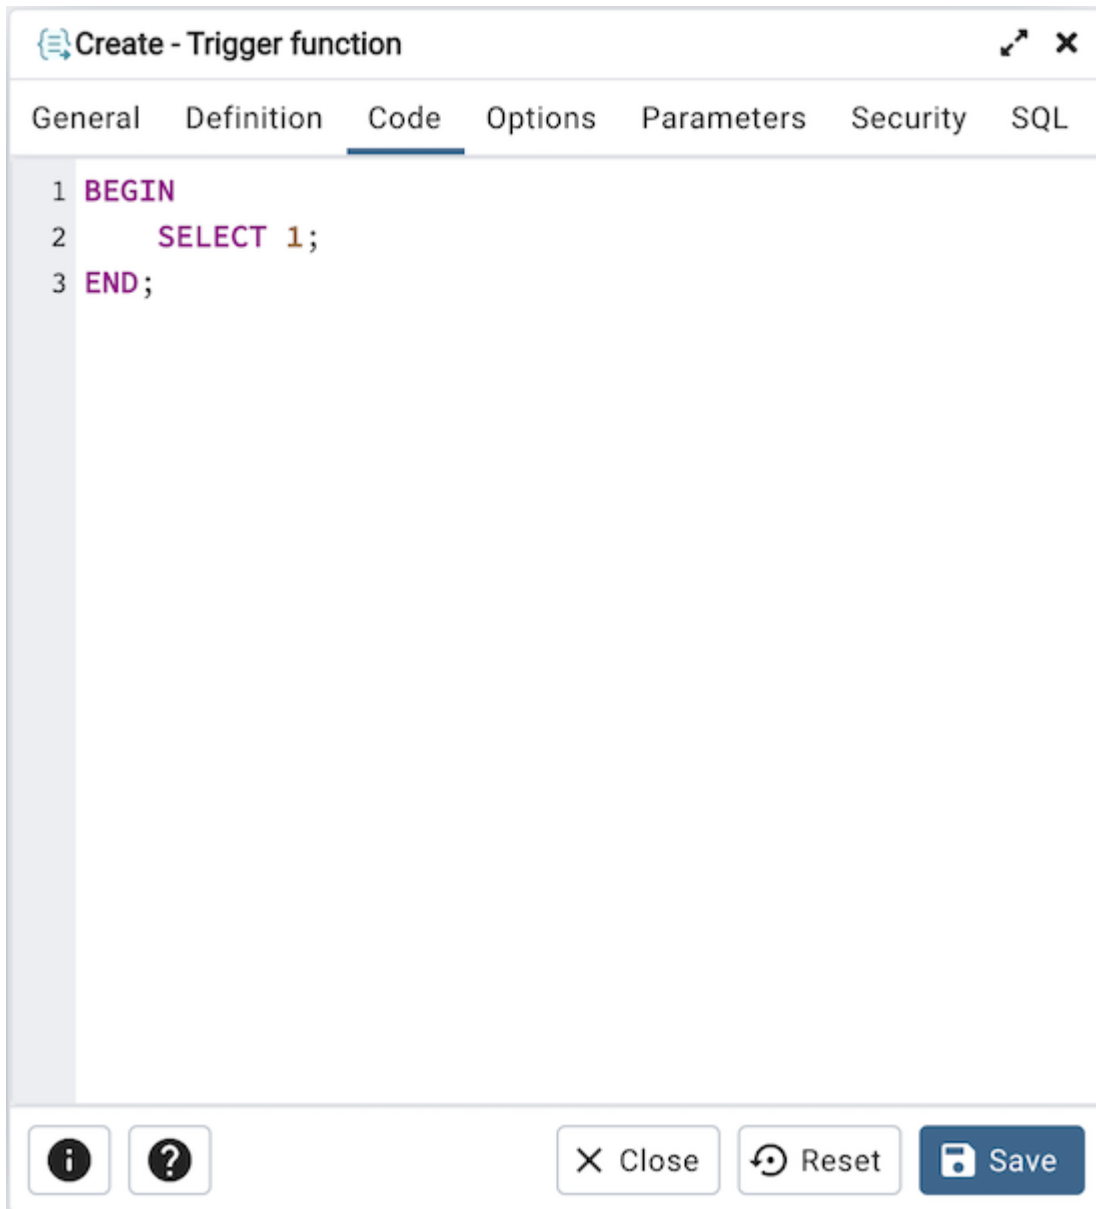 Create - Trigger function
General Definition Code Options Parameters Security SQL
1 BEGIN
2     SELECT 1;
3 END;
Close Reset Save